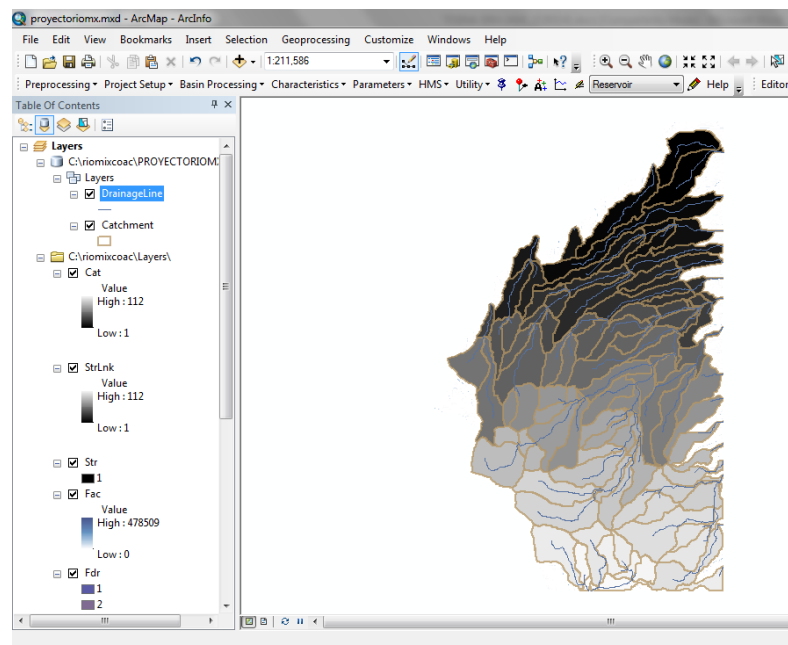 proyectoriomx.mxd - ArcMap - ArcInfo
File Edit View Bookmarks Insert Selection Geoprocessing Customize Windows Help
1:211,586
Preprocessing Project Setup Basin Processing Characteristics Parameters HMS Utility Reservoir Help Editor
Table Of Contents
Layers
C:\riomixcoac\PROYECTORIOM
Layers
DrainageLine
Catchment
C:\riomixcoac\Layers\
Cat
Value
High : 112
Low : 1
StrLnk
Value
High : 112
Low : 1
Str
1
Fac
Value
High : 478509
Low : 0
Fdr
1
2